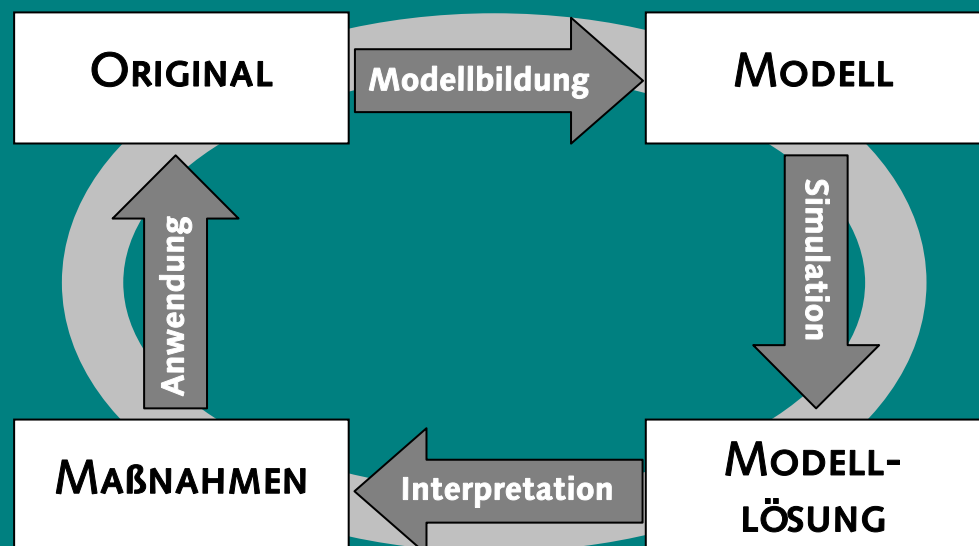 ORIGINAL
Modellbildung
MODELL
Simulation
MODELL-
LÖSUNG
Interpretation
MAßNAHMEN
Anwendung